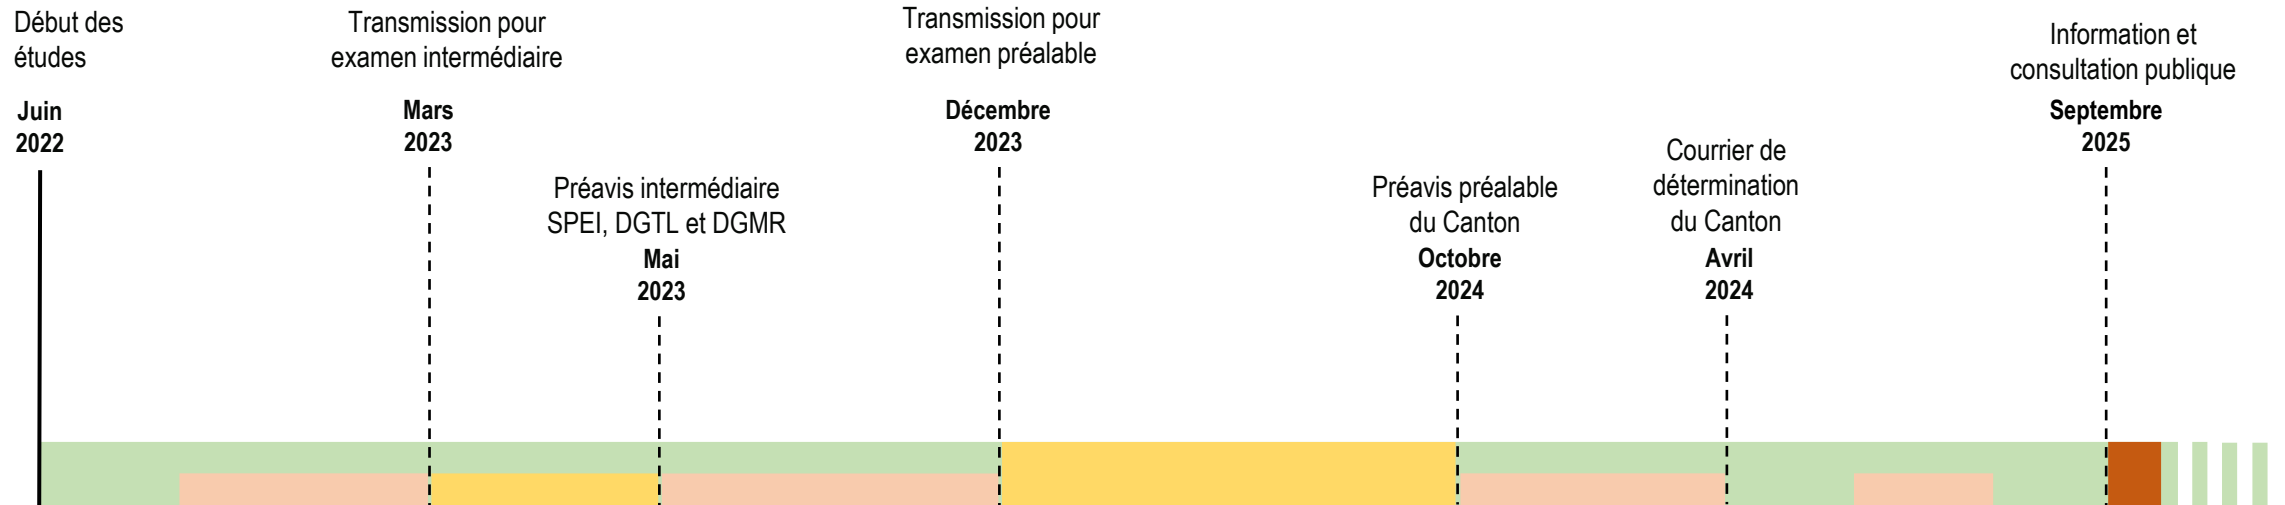 Début des
études
Juin
2022
Transmission pour
examen intermédiaire
Mars
2023
Préavis intermédiaire
SPEI, DGTL et DGMR
Mai
2023
Transmission pour
examen préalable
Décembre
2023
Préavis préalable
du Canton
Octobre
2024
Courrier de
détermination
du Canton
Avril
2024
Information et
consultation publique
Septembre
2025